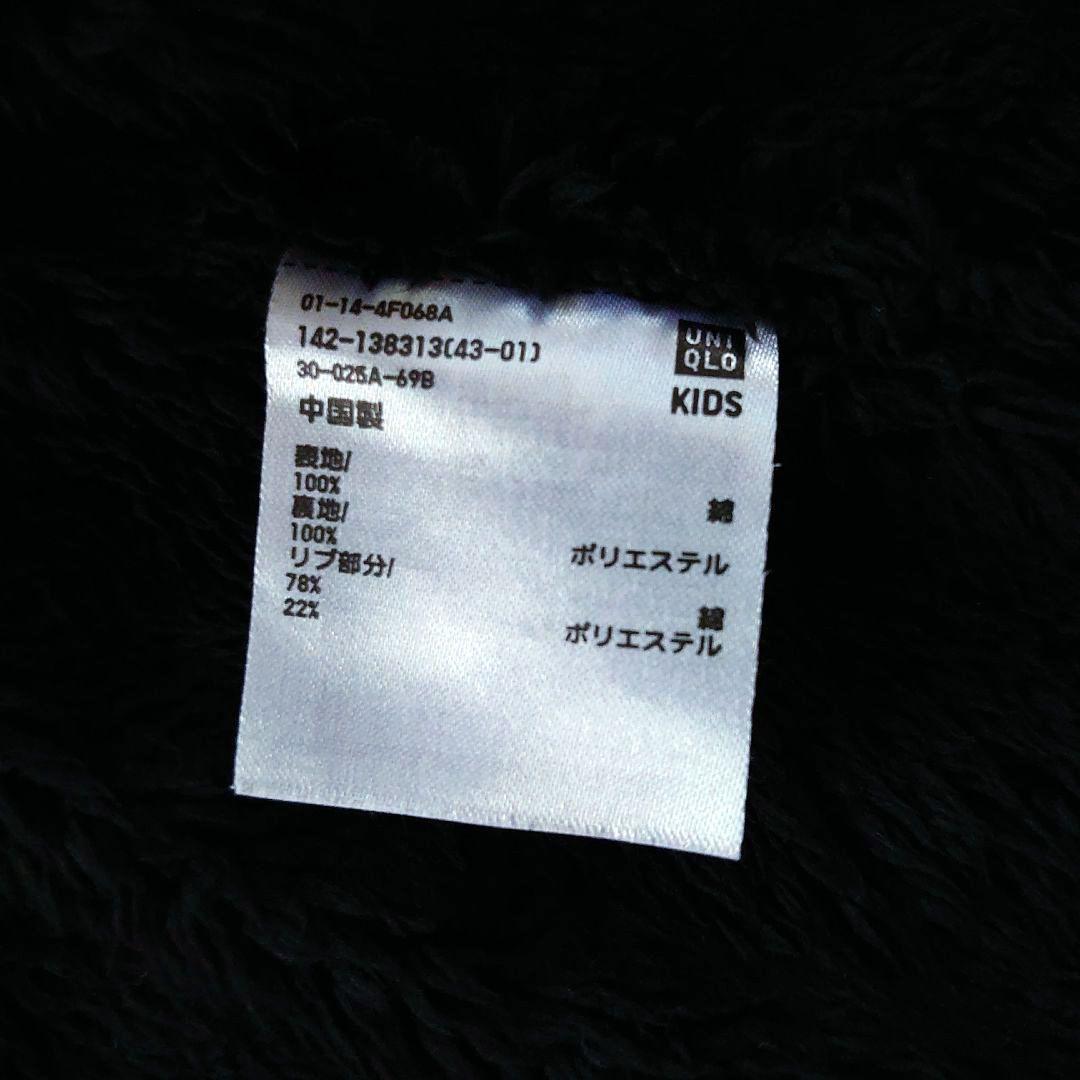 01-14-4F068A
142-138313(43-01)
30-025A-69B
UNI
QLO
KIDS
中国製
表地/
100% 綿
裏地/
100% ポリエステル
リブ部分/
78% 綿
22% ポリエステル